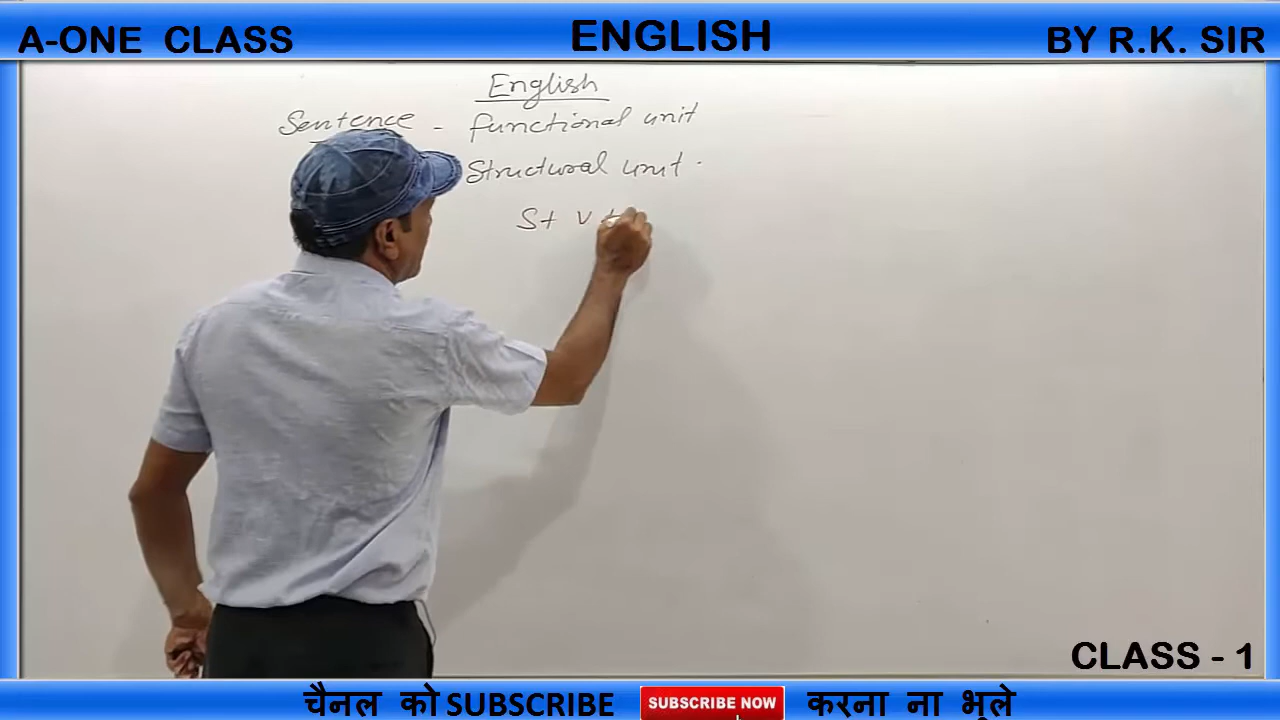 A-ONE CLASS ENGLISH BY R.K. SIR
English
Sentence - functional unit
Structural unit.
S+ V +
CLASS - 1
चैनल को SUBSCRIBE SUBSCRIBE NOW करना ना भूले